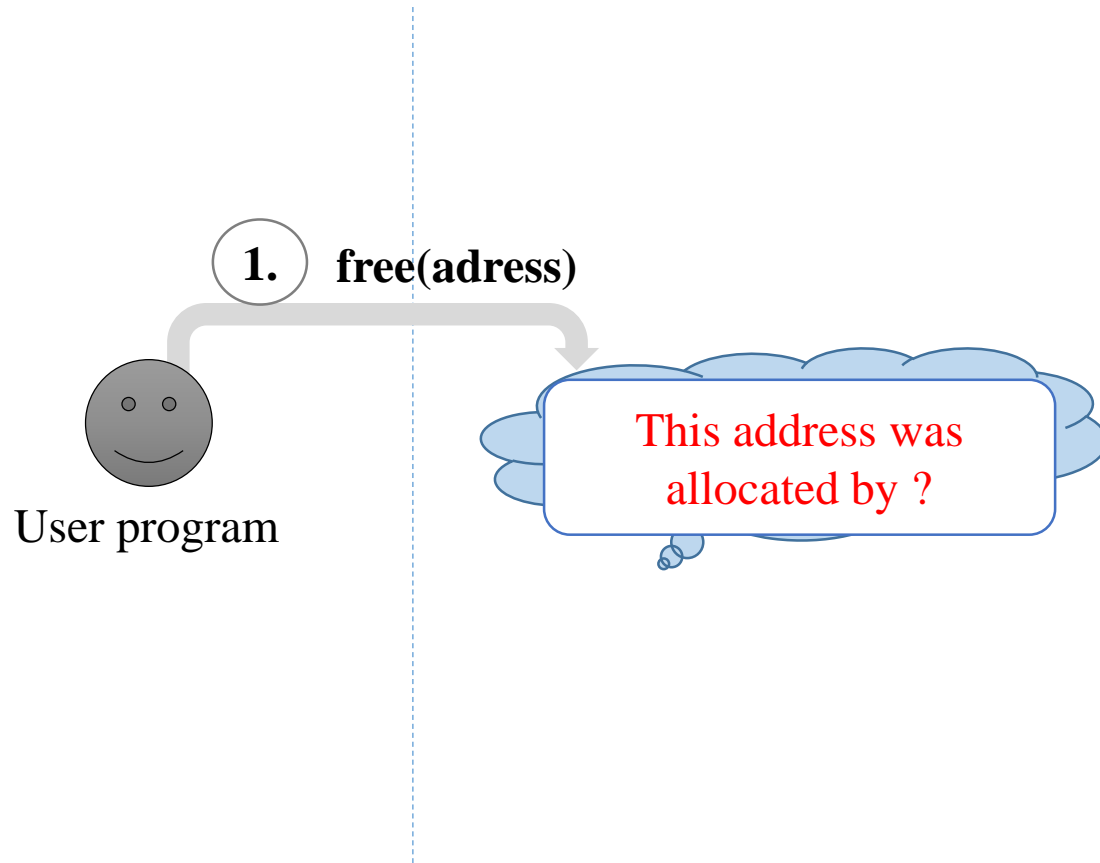 1. free(adress)
This address was
allocated by ?
User program